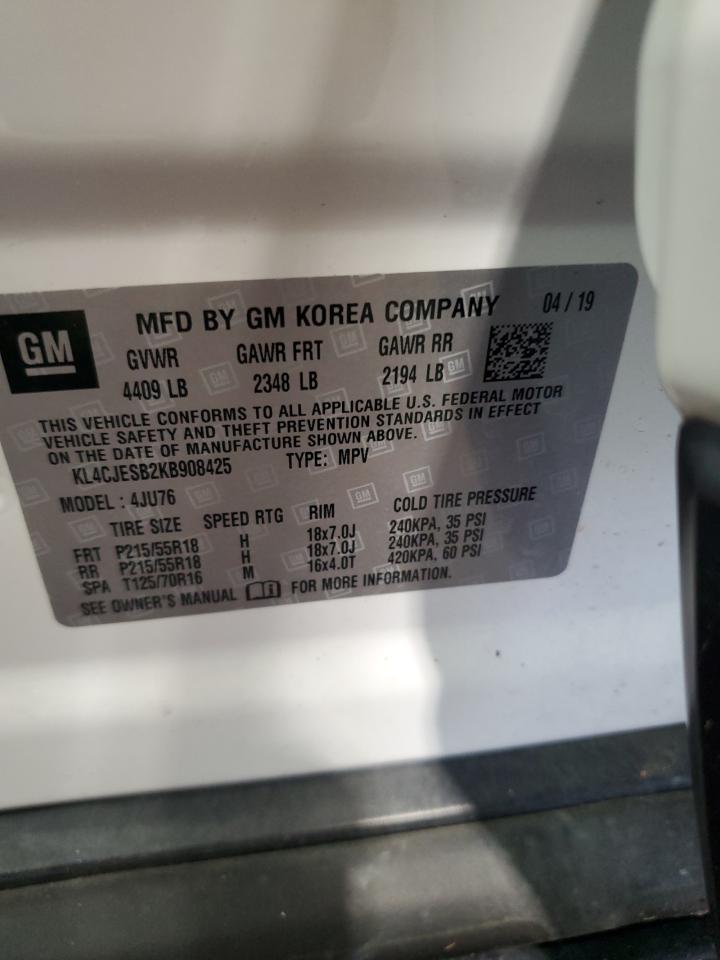 GM
MFD BY GM KOREA COMPANY 04 / 19
GVWR GAWR FRT GAWR RR
4409 LB 2348 LB 2194 LB
THIS VEHICLE CONFORMS TO ALL APPLICABLE U.S. FEDERAL MOTOR
VEHICLE SAFETY AND THEFT PREVENTION STANDARDS IN EFFECT
ON THE DATE OF MANUFACTURE SHOWN ABOVE.
KL4CJESB2KB908425 TYPE: MPV
MODEL : 4JU76
TIRE SIZE SPEED RTG RIM COLD TIRE PRESSURE
FRT P215/55R18 H 18x7.0J 240KPA, 35 PSI
RR P215/55R18 H 18x7.0J 240KPA, 35 PSI
SPA T125/70R16 M 16x4.0T 420KPA, 60 PSI
SEE OWNER'S MANUAL FOR MORE INFORMATION.